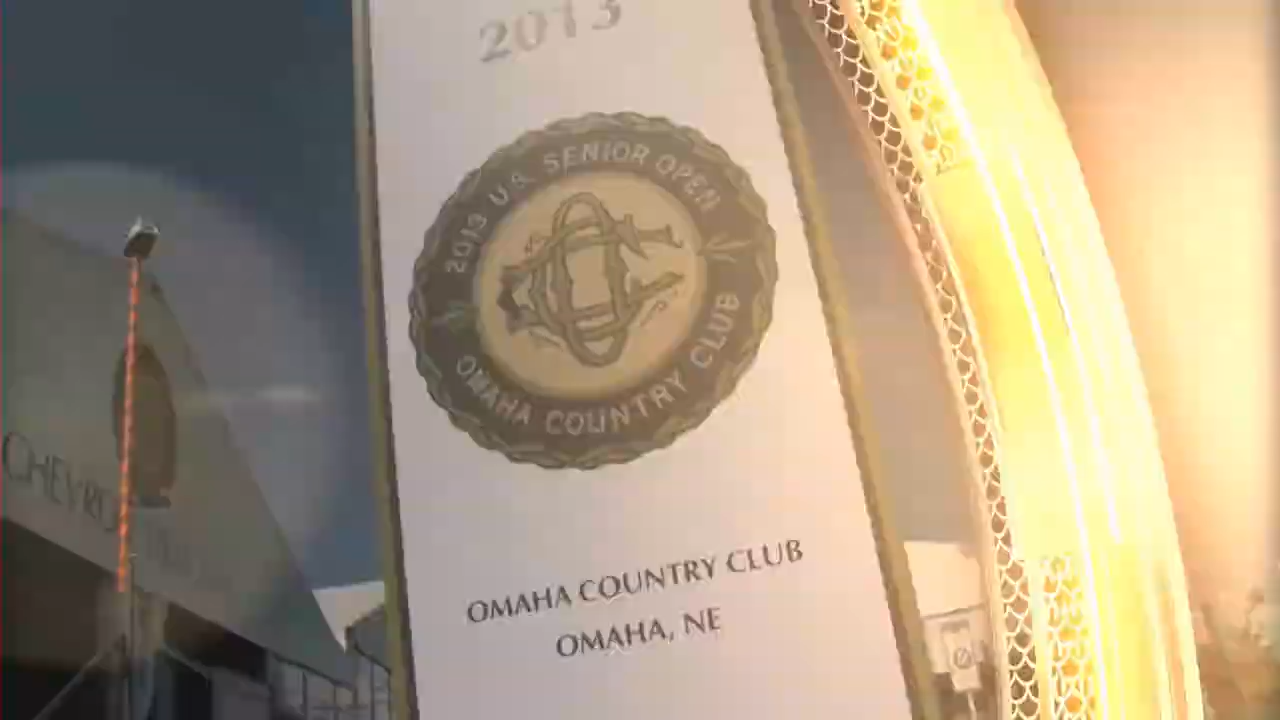 2013
2013 U.S. SENIOR OPEN
OMAHA COUNTRY CLUB
OMAHA COUNTRY CLUB
OMAHA, NE